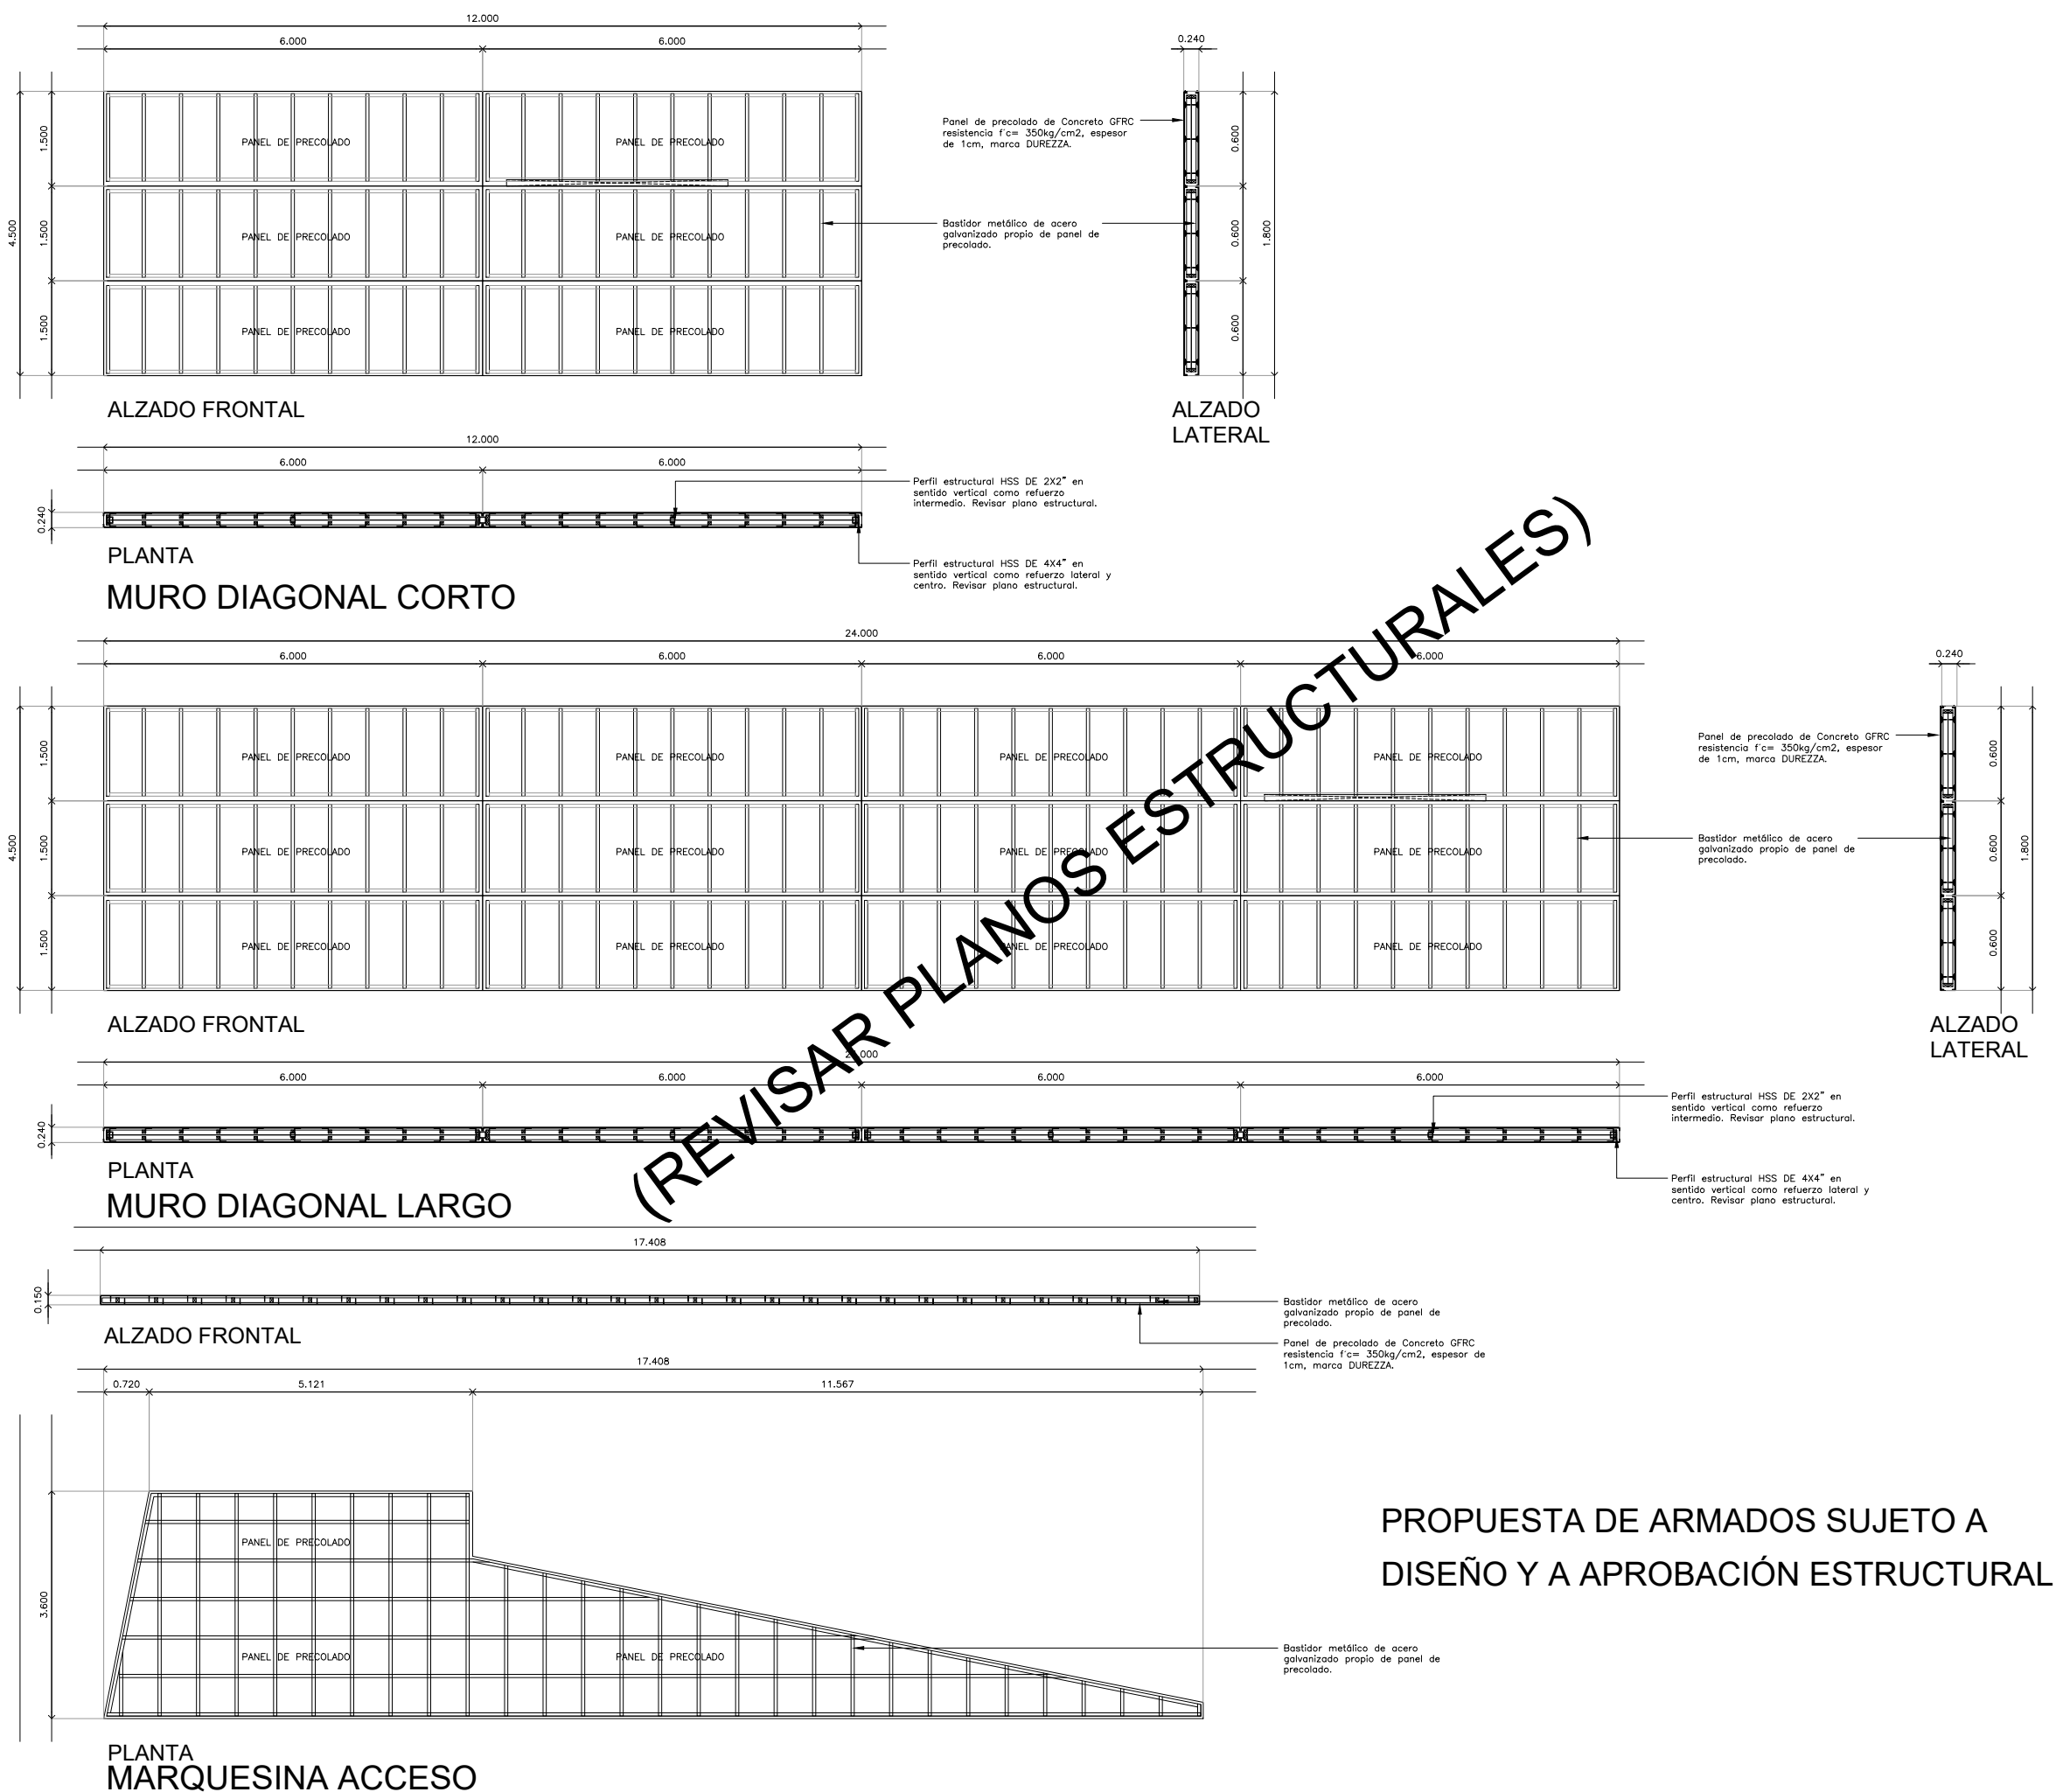 12.000
6.000 6.000
0.240
4.500
1.500
1.500
1.500
PANEL DE PRECOLADO PANEL DE PRECOLADO
PANEL DE PRECOLADO PANEL DE PRECOLADO
PANEL DE PRECOLADO PANEL DE PRECOLADO
Panel de precolado de Concreto GFRC
resistencia f'c= 350kg/cm2, espesor
de 1cm, marca DUREZZA.
Bastidor metálico de acero
galvanizado propio de panel de
precolado.
0.600
0.600
0.600
1.800
ALZADO FRONTAL
ALZADO
LATERAL
12.000
6.000 6.000
0.240
Perfil estructural HSS DE 2X2" en
sentido vertical como refuerzo
intermedio. Revisar plano estructural.
Perfil estructural HSS DE 4X4" en
sentido vertical como refuerzo lateral y
centro. Revisar plano estructural.
PLANTA
MURO DIAGONAL CORTO
(REVISAR PLANOS ESTRUCTURALES)
24.000
6.000 6.000 6.000 6.000
0.240
4.500
1.500
1.500
1.500
PANEL DE PRECOLADO PANEL DE PRECOLADO PANEL DE PRECOLADO PANEL DE PRECOLADO
PANEL DE PRECOLADO PANEL DE PRECOLADO PANEL DE PRECOLADO PANEL DE PRECOLADO
PANEL DE PRECOLADO PANEL DE PRECOLADO PANEL DE PRECOLADO PANEL DE PRECOLADO
Panel de precolado de Concreto GFRC
resistencia f'c= 350kg/cm2, espesor
de 1cm, marca DUREZZA.
Bastidor metálico de acero
galvanizado propio de panel de
precolado.
0.600
0.600
0.600
1.800
ALZADO FRONTAL
ALZADO
LATERAL
24.000
6.000 6.000 6.000 6.000
0.240
Perfil estructural HSS DE 2X2" en
sentido vertical como refuerzo
intermedio. Revisar plano estructural.
Perfil estructural HSS DE 4X4" en
sentido vertical como refuerzo lateral y
centro. Revisar plano estructural.
PLANTA
MURO DIAGONAL LARGO
17.408
0.150
Bastidor metálico de acero
galvanizado propio de panel de
precolado.
Panel de precolado de Concreto GFRC
resistencia f'c= 350kg/cm2, espesor de
1cm, marca DUREZZA.
ALZADO FRONTAL
17.408
0.720 5.121 11.567
3.600
PANEL DE PRECOLADO
PANEL DE PRECOLADO PANEL DE PRECOLADO
Bastidor metálico de acero
galvanizado propio de panel de
precolado.
PROPUESTA DE ARMADOS SUJETO A
DISEÑO Y A APROBACIÓN ESTRUCTURAL
PLANTA
MARQUESINA ACCESO